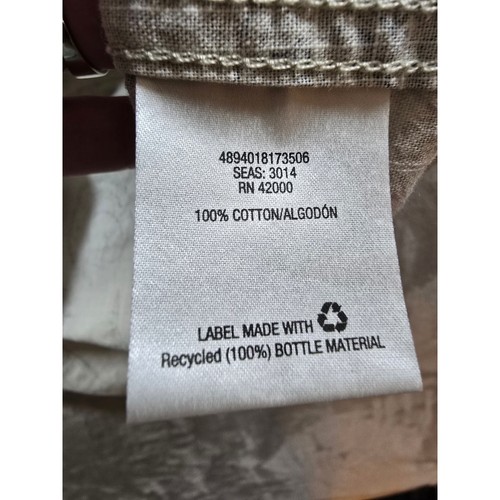 4894018173506
SEAS: 3014
RN 42000
100% COTTON/ALGODÓN
LABEL MADE WITH
Recycled (100%) BOTTLE MATERIAL